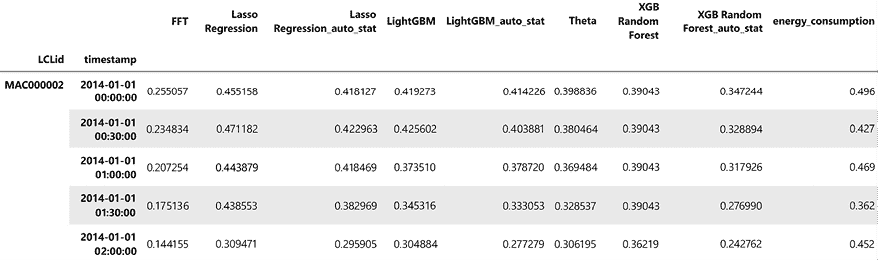 FFT Lasso Regression Lasso Regression_auto_stat LightGBM LightGBM_auto_stat Theta XGB Random Forest XGB Random Forest_auto_stat energy_consumption
LCLid timestamp
MAC000002 2014-01-01 00:00:00 0.255057 0.455158 0.418127 0.419273 0.414226 0.398836 0.39043 0.347244 0.496
2014-01-01 00:30:00 0.234834 0.471182 0.422963 0.425602 0.403881 0.380464 0.39043 0.328894 0.427
2014-01-01 01:00:00 0.207254 0.443879 0.418469 0.373510 0.378720 0.369484 0.39043 0.317926 0.469
2014-01-01 01:30:00 0.175136 0.438553 0.382969 0.345316 0.333053 0.328537 0.39043 0.276990 0.362
2014-01-01 02:00:00 0.144155 0.309471 0.295905 0.304884 0.277279 0.306195 0.36219 0.242762 0.452